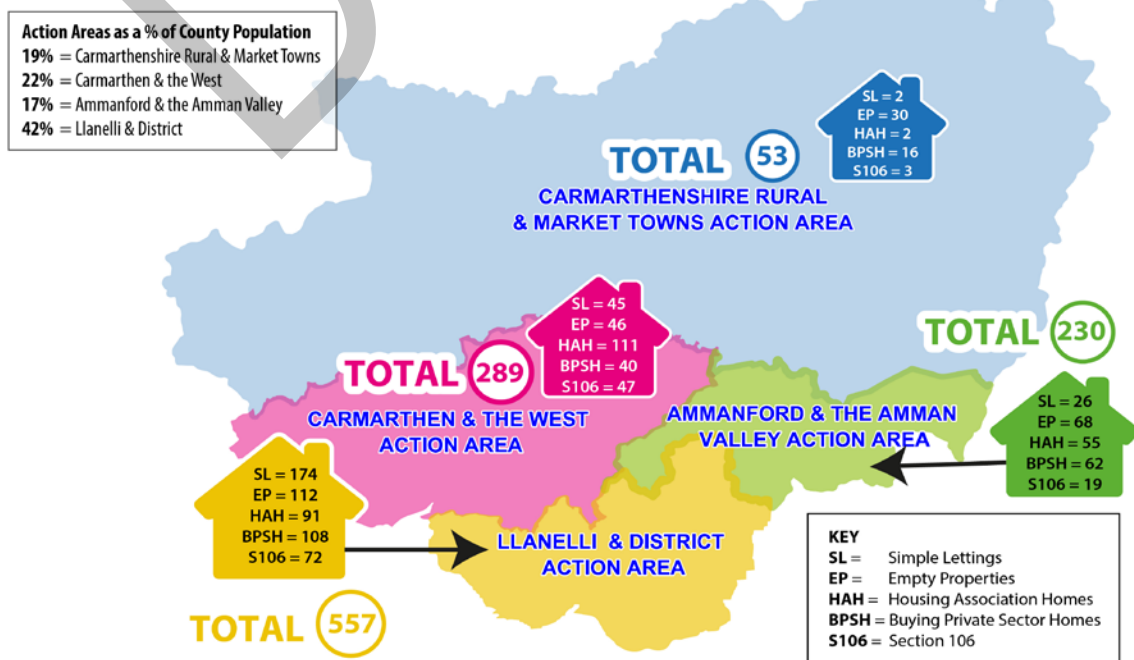 Action Areas as a % of County Population
19% = Carmarthenshire Rural & Market Towns
22% = Carmarthen & the West
17% = Ammanford & the Amman Valley
42% = Llanelli & District
SL = 2
EP = 30
HAH = 2
BPSH = 16
S106 = 3
TOTAL 53
CARMARTHENSHIRE RURAL
& MARKET TOWNS ACTION AREA
SL = 45
EP = 46
HAH = 111
BPSH = 40
S106 = 47
TOTAL 289
CARMARTHEN & THE WEST
ACTION AREA
TOTAL 230
SL = 26
EP = 68
HAH = 55
BPSH = 62
S106 = 19
AMMANFORD & THE AMMAN
VALLEY ACTION AREA
SL = 174
EP = 112
HAH = 91
BPSH = 108
S106 = 72
LLANELLI & DISTRICT
ACTION AREA
TOTAL 557
KEY
SL = Simple Lettings
EP = Empty Properties
HAH = Housing Association Homes
BPSH = Buying Private Sector Homes
S106 = Section 106